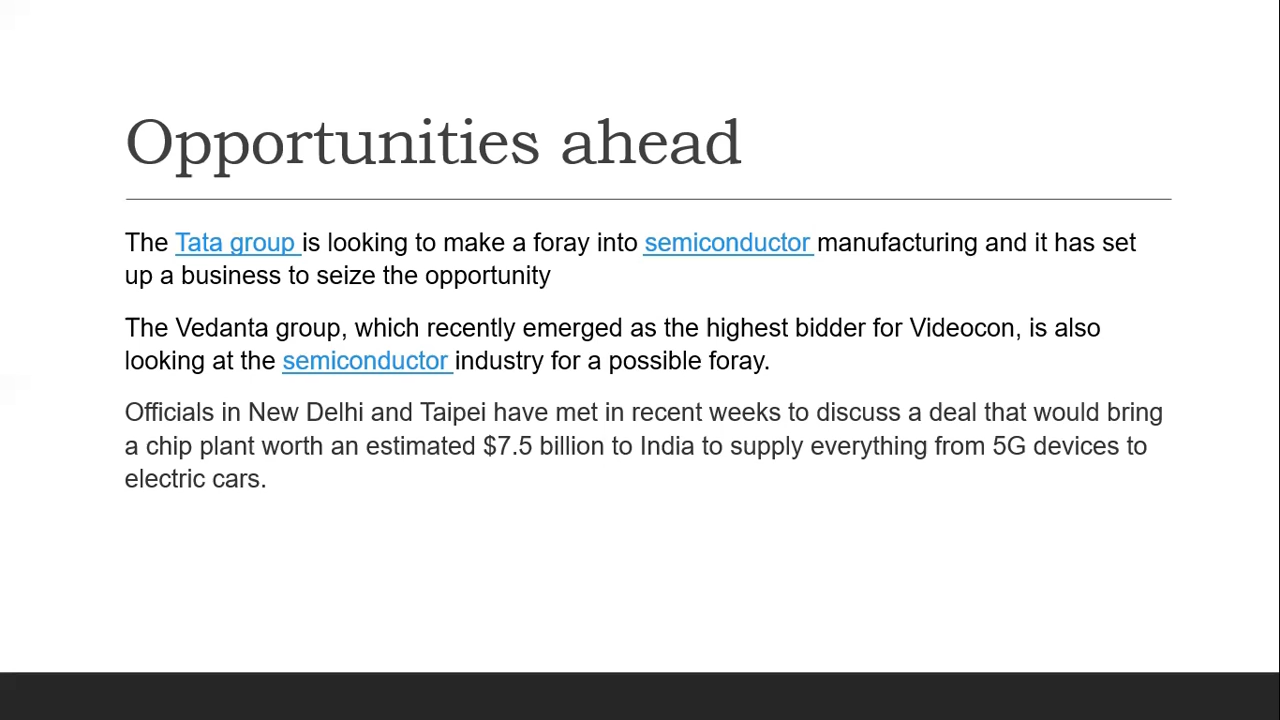 Opportunities ahead
The Tata group is looking to make a foray into semiconductor manufacturing and it has set
up a business to seize the opportunity
The Vedanta group, which recently emerged as the highest bidder for Videocon, is also
looking at the semiconductor industry for a possible foray.
Officials in New Delhi and Taipei have met in recent weeks to discuss a deal that would bring
a chip plant worth an estimated $7.5 billion to India to supply everything from 5G devices to
electric cars.